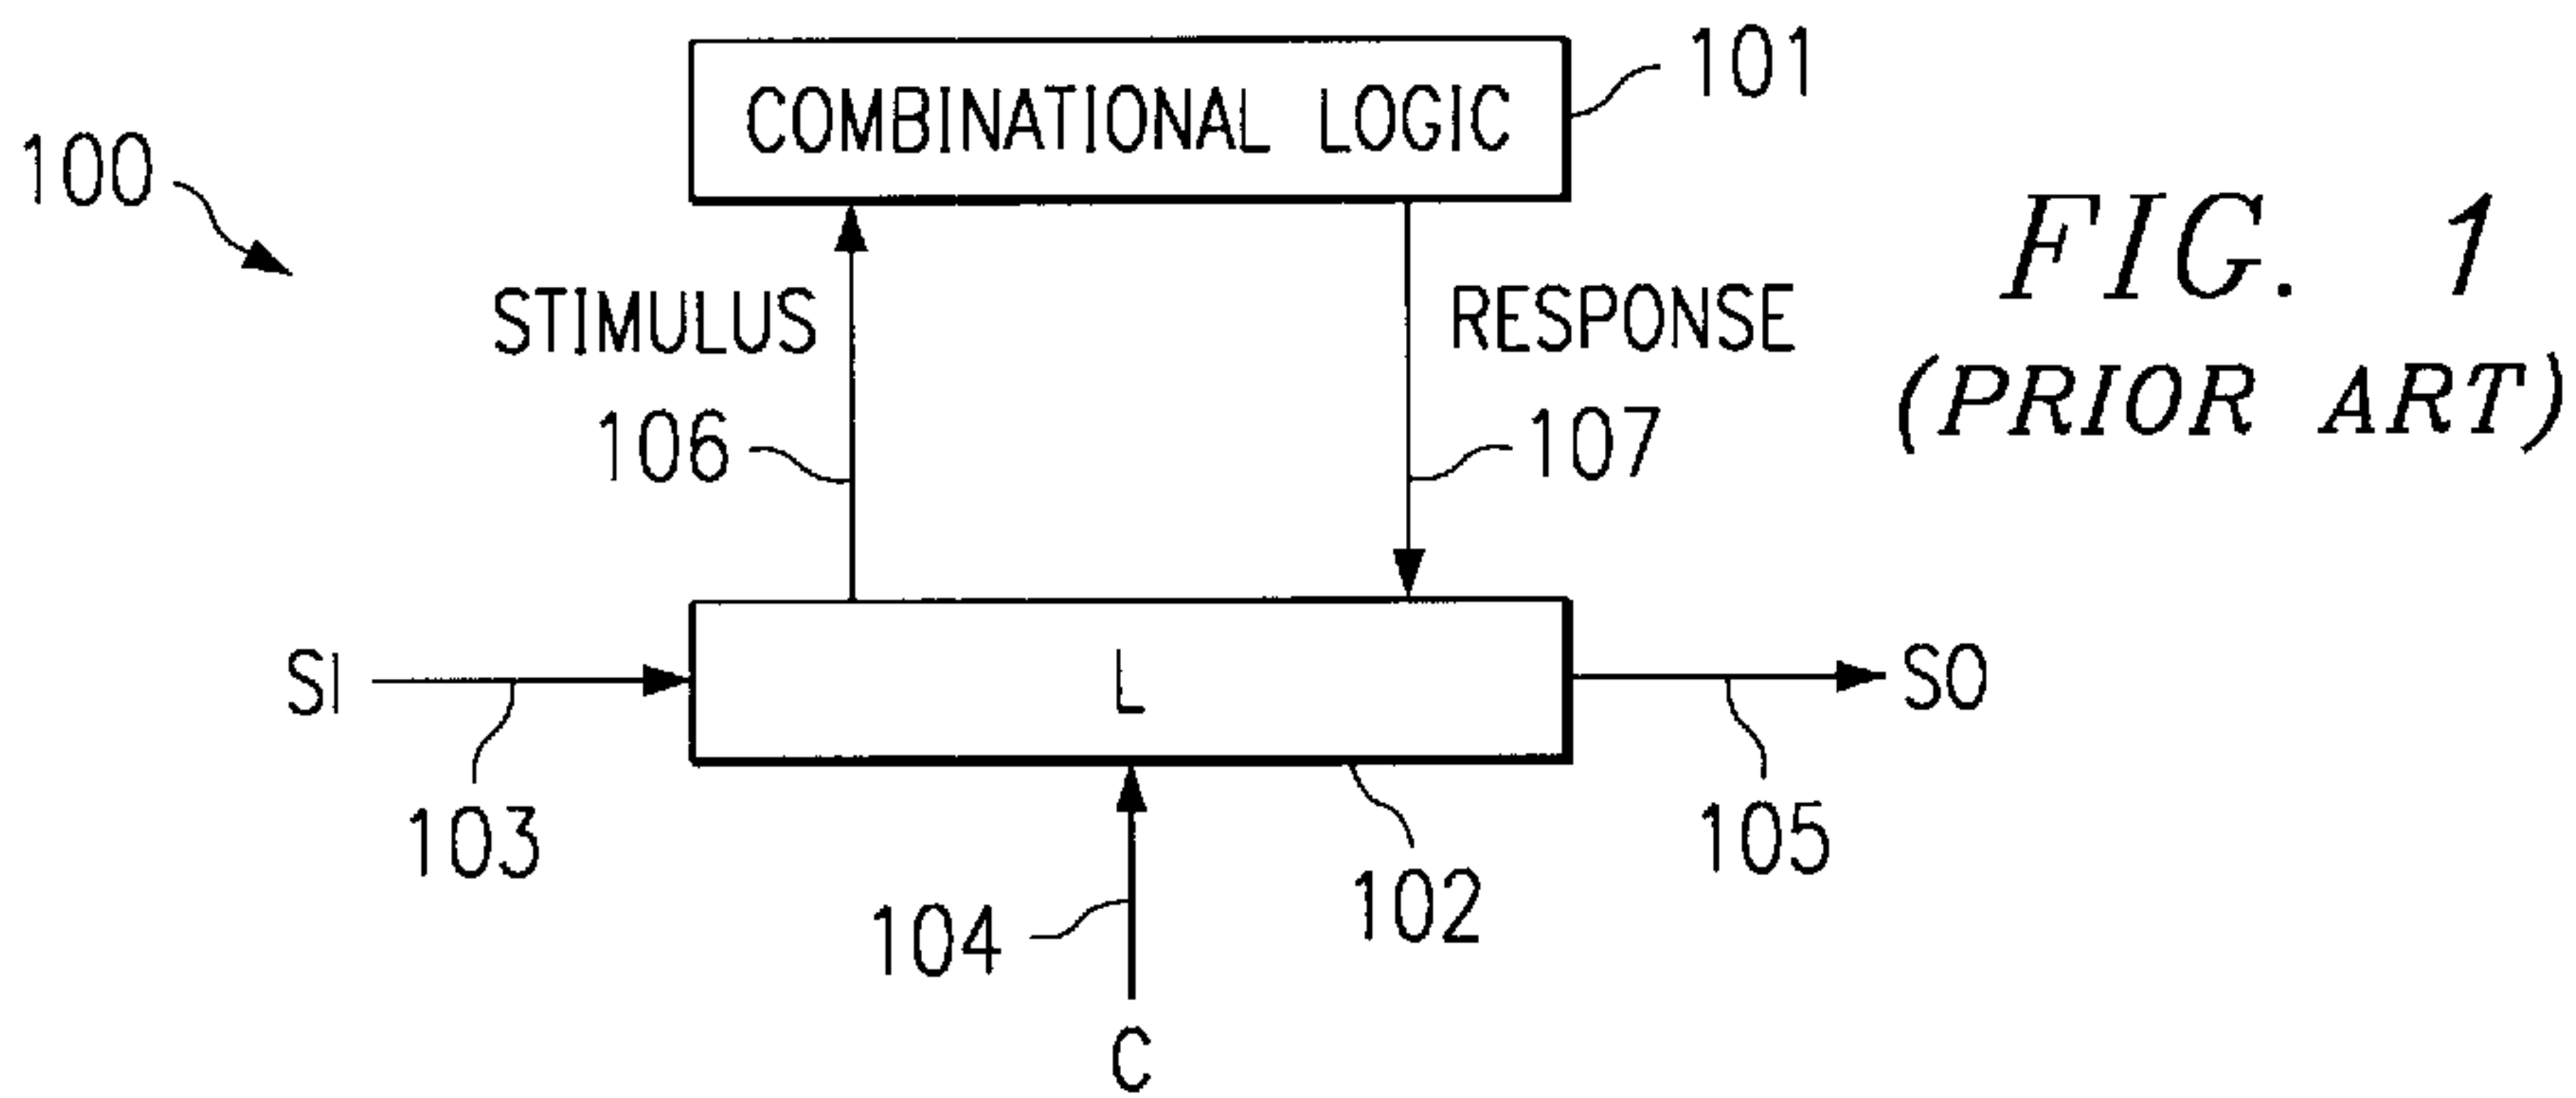 101
COMBINATIONAL LOGIC
100
FIG. 1
(PRIOR ART)
STIMULUS
RESPONSE
106
107
SI
L
SO
103
105
102
104
C